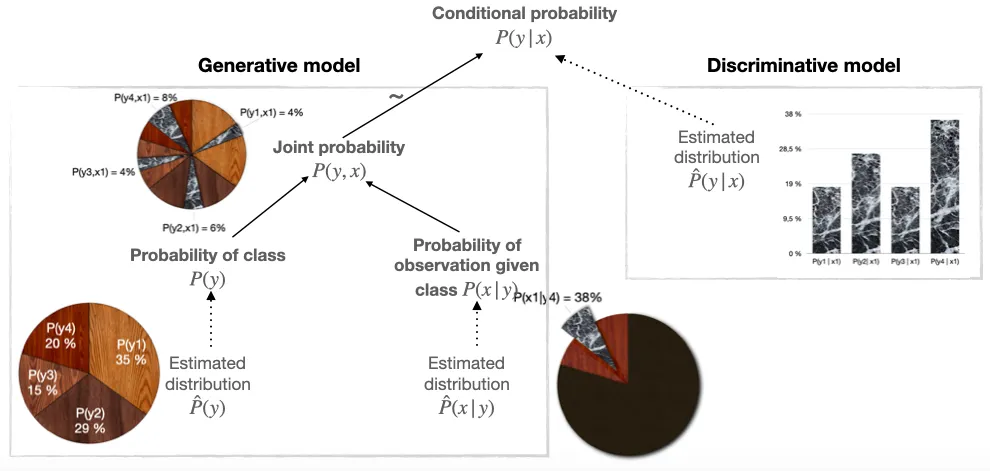 Conditional probability
P(y|x)
Generative model
Discriminative model
P(y4,x1) = 8%
P(y1,x1) = 4%
~
Joint probability
P(y, x)
P(y3,x1) = 4%
P(y2,x1) = 6%
Probability of class
P(y)
Probability of
observation given
class P(x|y)
P(x1|y4) = 38%
Estimated
distribution
P̂(y|x)
38 %
28,5 %
19 %
9,5 %
0 %
P(y1 | x1)
P(y2| x1)
P(y3 | x1)
P(y4 | x1)
P(y4)
20 %
P(y1)
35 %
P(y3)
15 %
P(y2)
29 %
Estimated
distribution
P̂(y)
Estimated
distribution
P̂(x|y)